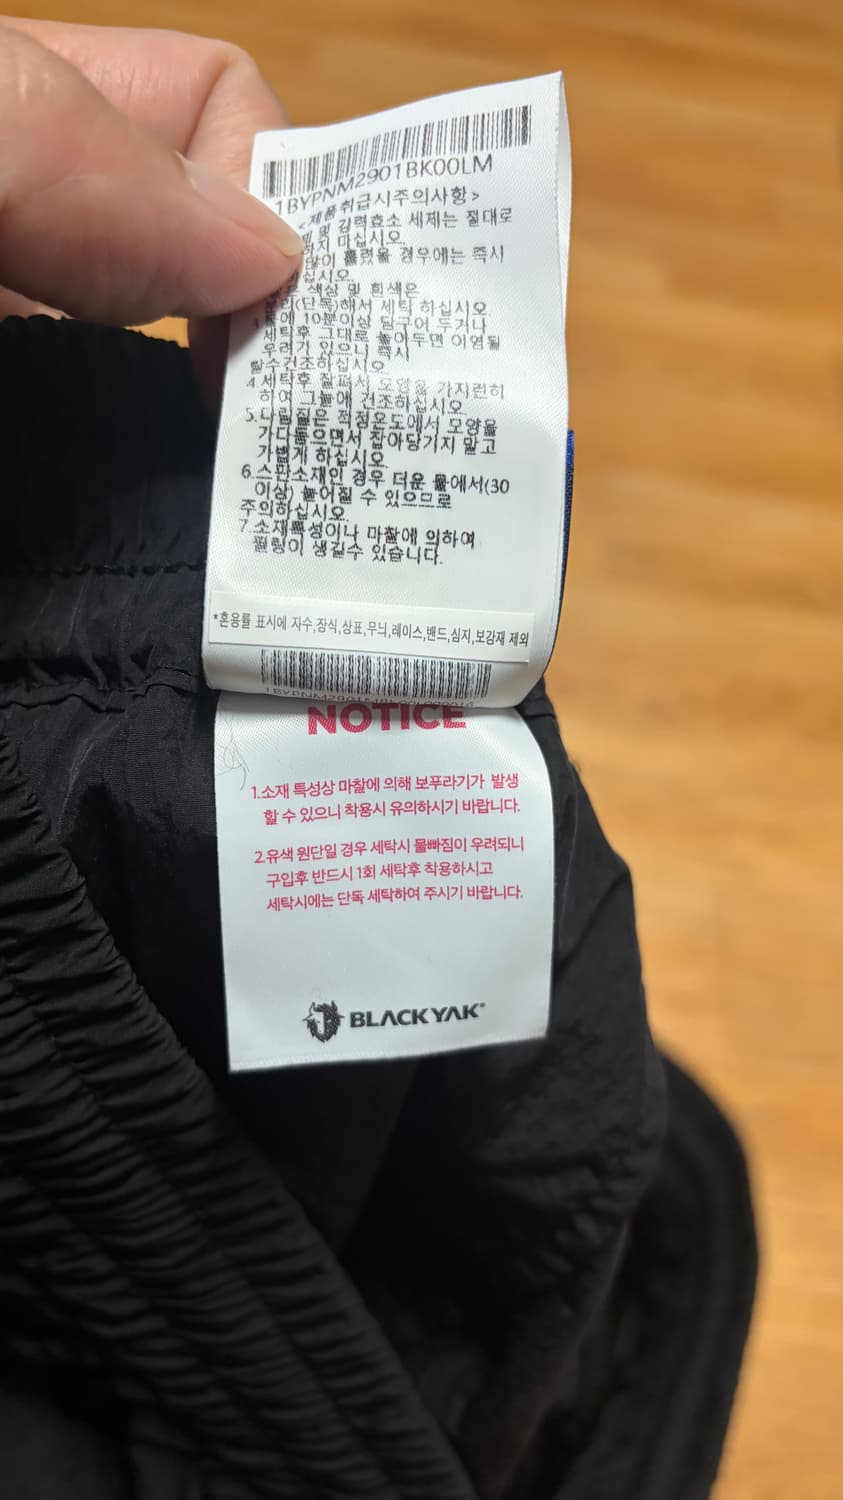 1BYPNM2901BK00LM
<제품취급시주의사항>
및 강력효소 세제는 절대로
하지 마십시오.
많이 흘렸을 경우에는 즉시
하십시오.
색상 및 흰색은
분리(단독)해서 세탁 하십시오.
물에 10분이상 담구어 두거나
세탁후 그대로 놓아두면 이염될
우려가 있으니 즉시
탈수건조하십시오.
4.세탁후 잘펴서 모양을 가지런히
하여 그늘에 건조하십시오.
5.다림질은 적정온도에서 모양을
가다듬으면서 잡아당기지 말고
가볍게 하십시오.
6.스판소재인 경우 더운 물에서(30
이상) 늘어질 수 있으므로
주의하십시오.
7.소재특성이나 마찰에 의하여
필링이 생길수 있습니다.
*혼용률 표시에 자수,장식,상표,무늬,레이스,밴드,심지,보강재 제외
NOTICE
1.소재 특성상 마찰에 의해 보푸라기가 발생
할 수 있으니 착용시 유의하시기 바랍니다.
2.유색 원단일 경우 세탁시 물빠짐이 우려되니
구입후 반드시 1회 세탁후 착용하시고
세탁시에는 단독 세탁하여 주시기 바랍니다.
BLACKYAK